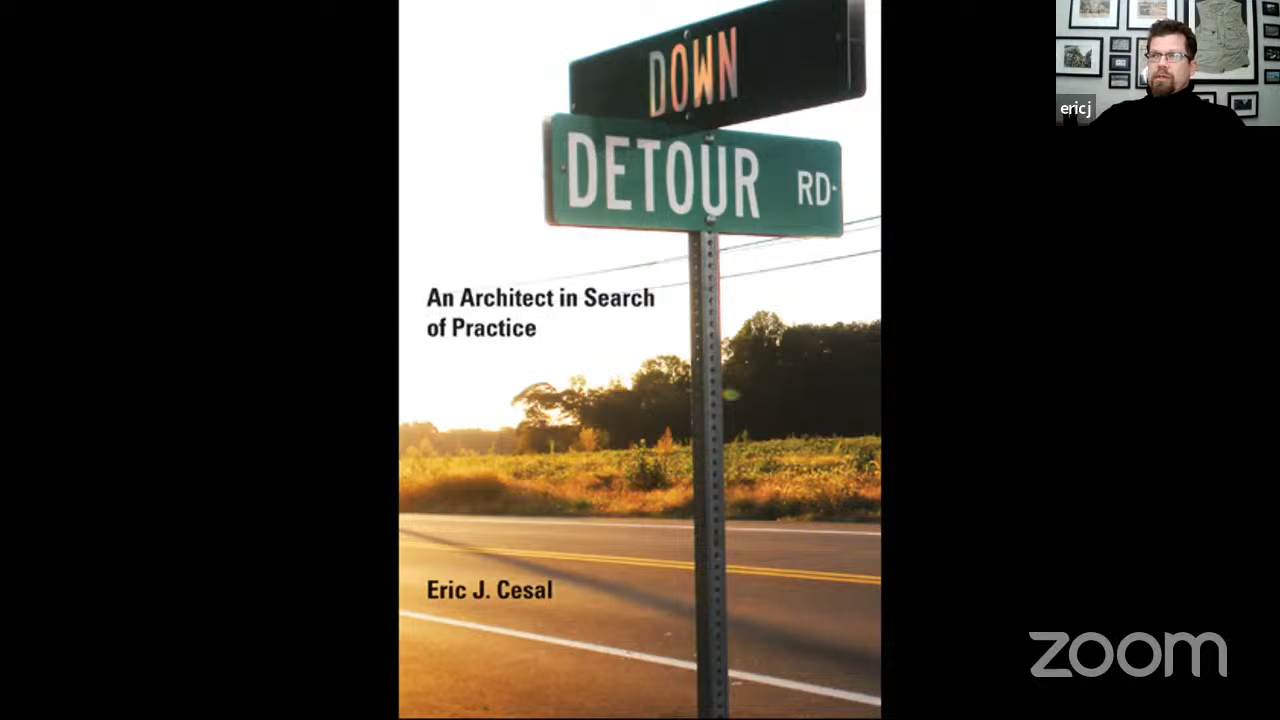 DOWN
DETOUR RD.
An Architect in Search
of Practice
Eric J. Cesal
ericj
zoom